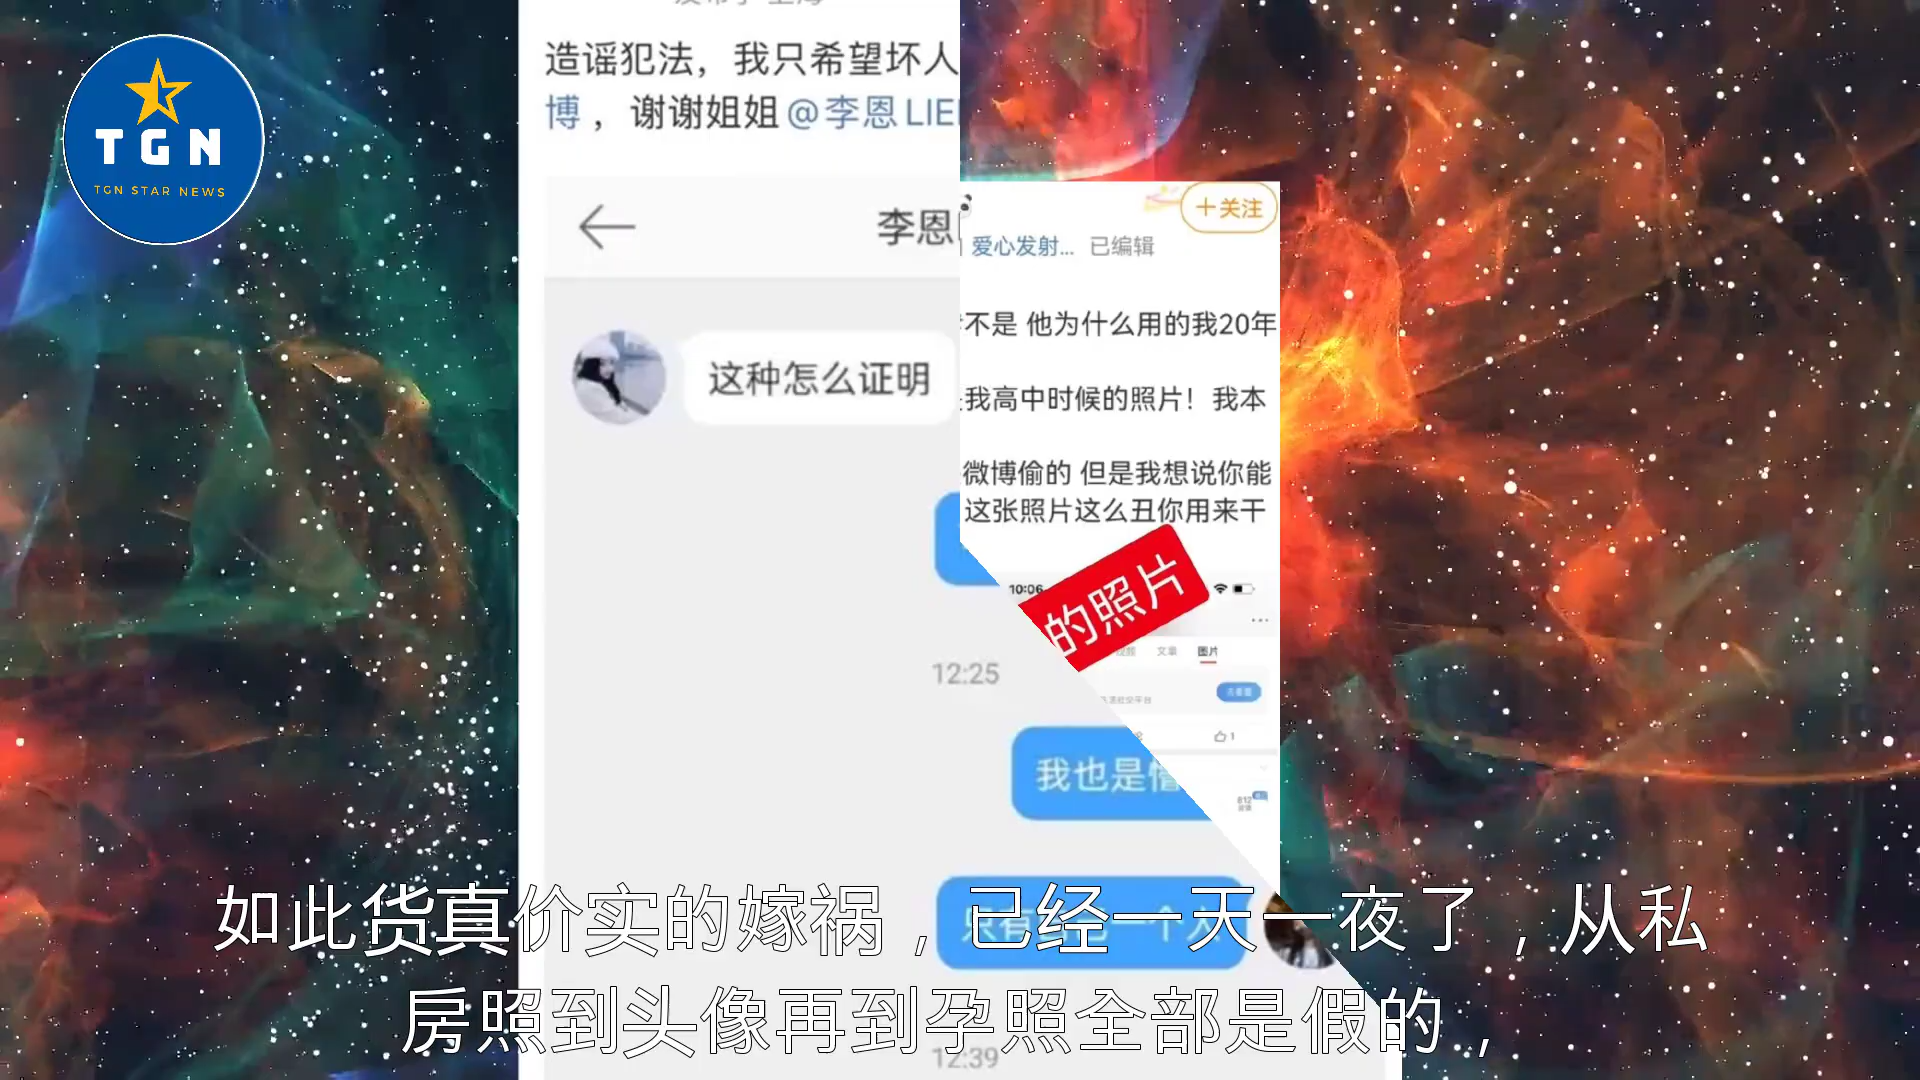 TGN
TGN STAR NEWS
造谣犯法，我只希望坏人
博，谢谢姐姐@李恩LIE
李恩
这种怎么证明
12:25
我也是
12:39
+关注
爱心发射... 已编辑
不是 他为什么用的我20年
我高中时候的照片！我本
微博偷的 但是我想说你能
这张照片这么丑你用来干
10:06
的照片
文章 图片
1
如此货真价实的嫁祸，已经一天一夜了，从私
房照到头像再到孕照全部是假的，